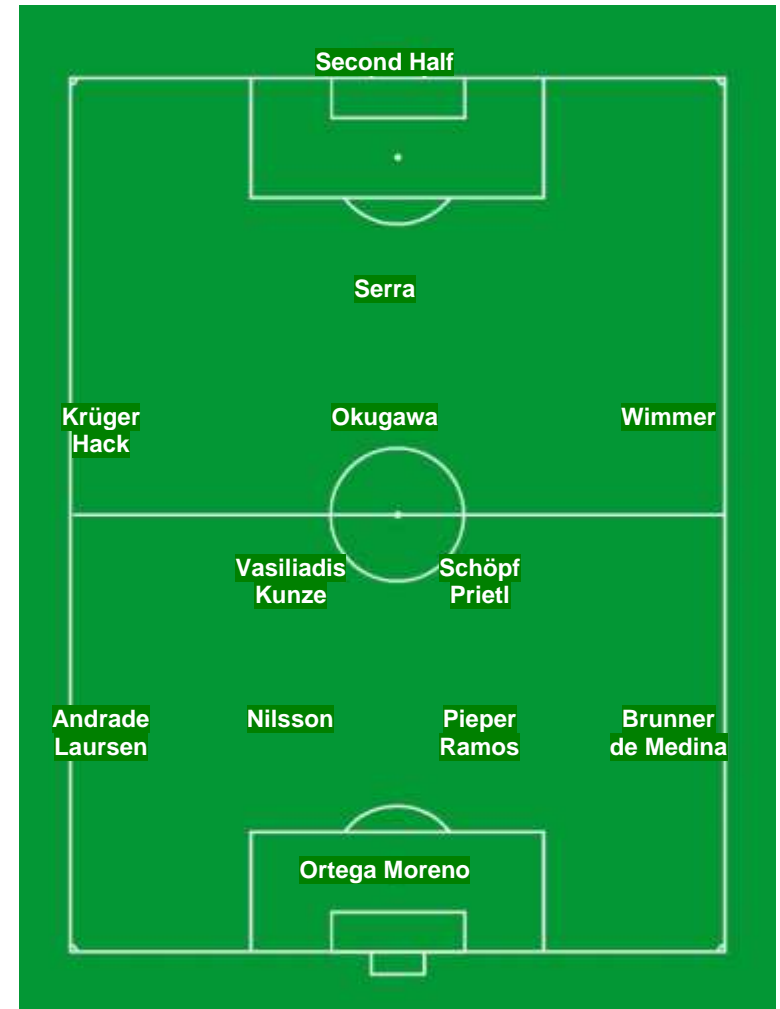 Second Half
Serra
Krüger
Hack
Okugawa
Wimmer
Vasiliadis
Kunze
Schöpf
Prietl
Andrade
Laursen
Nilsson
Pieper
Ramos
Brunner
de Medina
Ortega Moreno